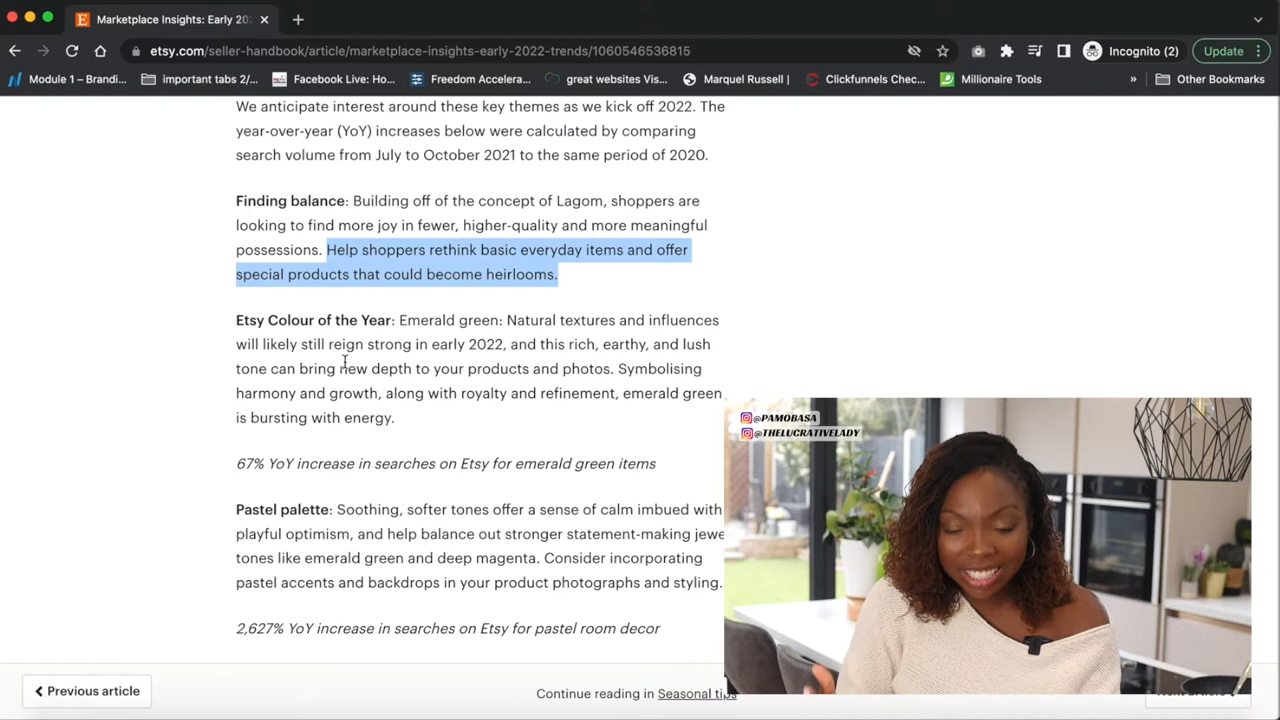 Marketplace Insights: Early 202
etsy.com/seller-handbook/article/marketplace-insights-early-2022-trends/1060546536815
Incognito (2)
Update
Module 1 – Brandi...
important tabs 2/...
Facebook Live: Ho...
Freedom Accelera...
great websites Vis...
Marquel Russell |
Clickfunnels Chec...
Millionaire Tools
»
Other Bookmarks
We anticipate interest around these key themes as we kick off 2022. The
year-over-year (YoY) increases below were calculated by comparing
search volume from July to October 2021 to the same period of 2020.
Finding balance: Building off of the concept of Lagom, shoppers are
looking to find more joy in fewer, higher-quality and more meaningful
possessions. Help shoppers rethink basic everyday items and offer
special products that could become heirlooms.
Etsy Colour of the Year: Emerald green: Natural textures and influences
will likely still reign strong in early 2022, and this rich, earthy, and lush
tone can bring new depth to your products and photos. Symbolising
harmony and growth, along with royalty and refinement, emerald green
is bursting with energy.
67% YoY increase in searches on Etsy for emerald green items
Pastel palette: Soothing, softer tones offer a sense of calm imbued with
playful optimism, and help balance out stronger statement-making jewe
tones like emerald green and deep magenta. Consider incorporating
pastel accents and backdrops in your product photographs and styling.
2,627% YoY increase in searches on Etsy for pastel room decor
@PAMOBASA
@THELUCRATIVELADY
Previous article
Continue reading in Seasonal tips